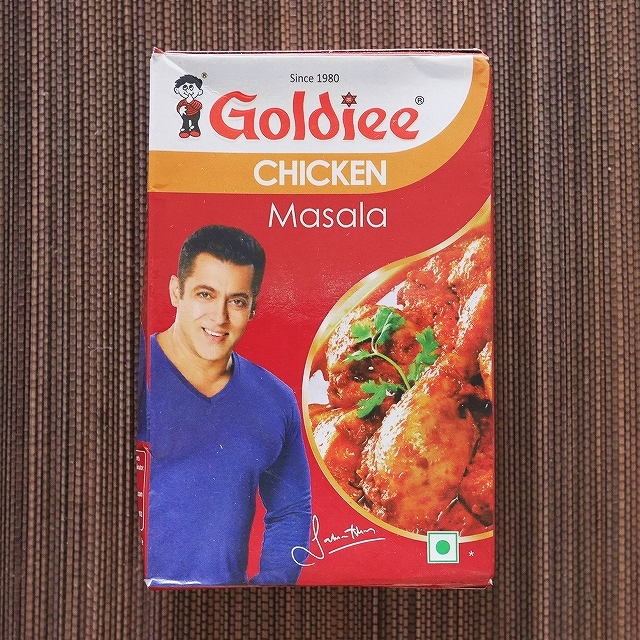 Since 1980
Goldiee®
CHICKEN
Masala
*